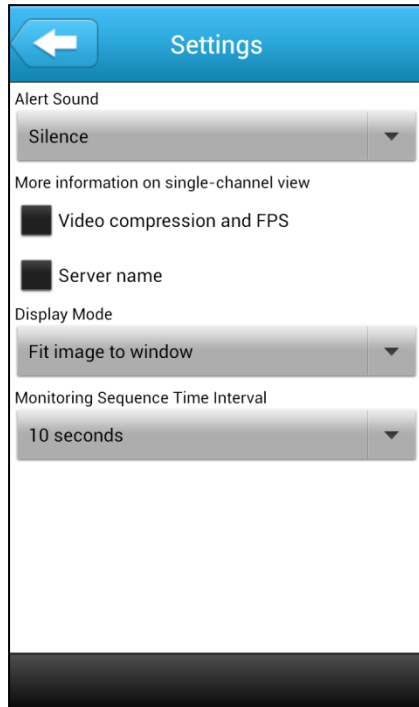 Settings
Alert Sound
Silence
More information on single-channel view
Video compression and FPS
Server name
Display Mode
Fit image to window
Monitoring Sequence Time Interval
10 seconds